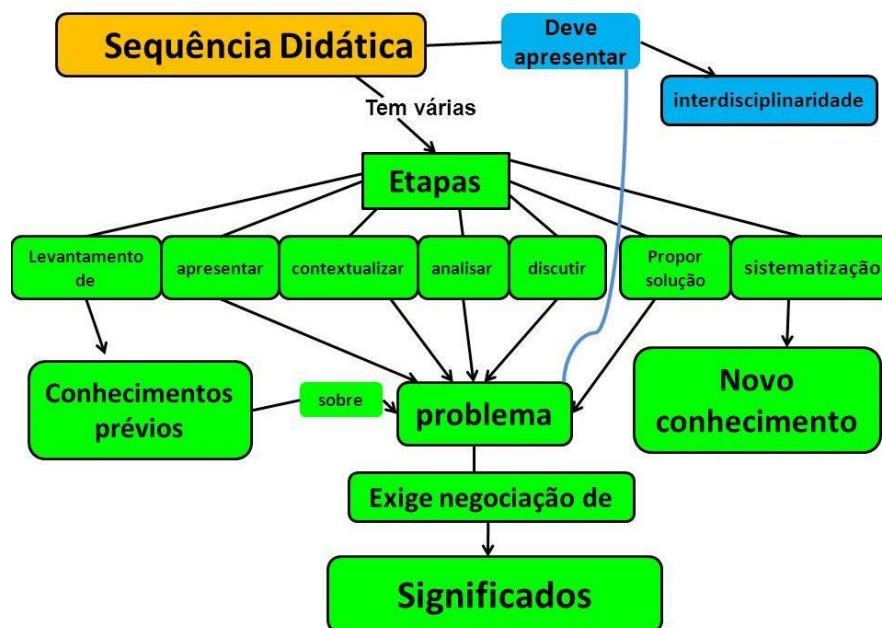 Sequência Didática
Deve
apresentar
interdisciplinaridade
Tem várias
Etapas
Levantamento
de
apresentar
contextualizar
analisar
discutir
Propor
solução
sistematização
Conhecimentos
prévios
sobre
problema
Novo
conhecimento
Exige negociação de
Significados